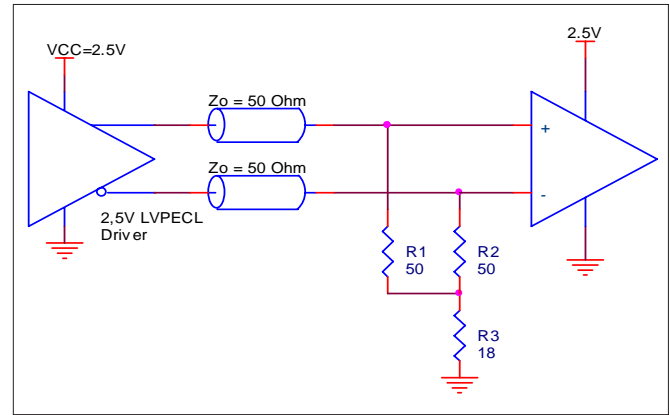 VCC=2.5V
2.5V
Zo = 50 Ohm
+
Zo = 50 Ohm
-
2,5V LVPECL
Driver
R1
50
R2
50
R3
18